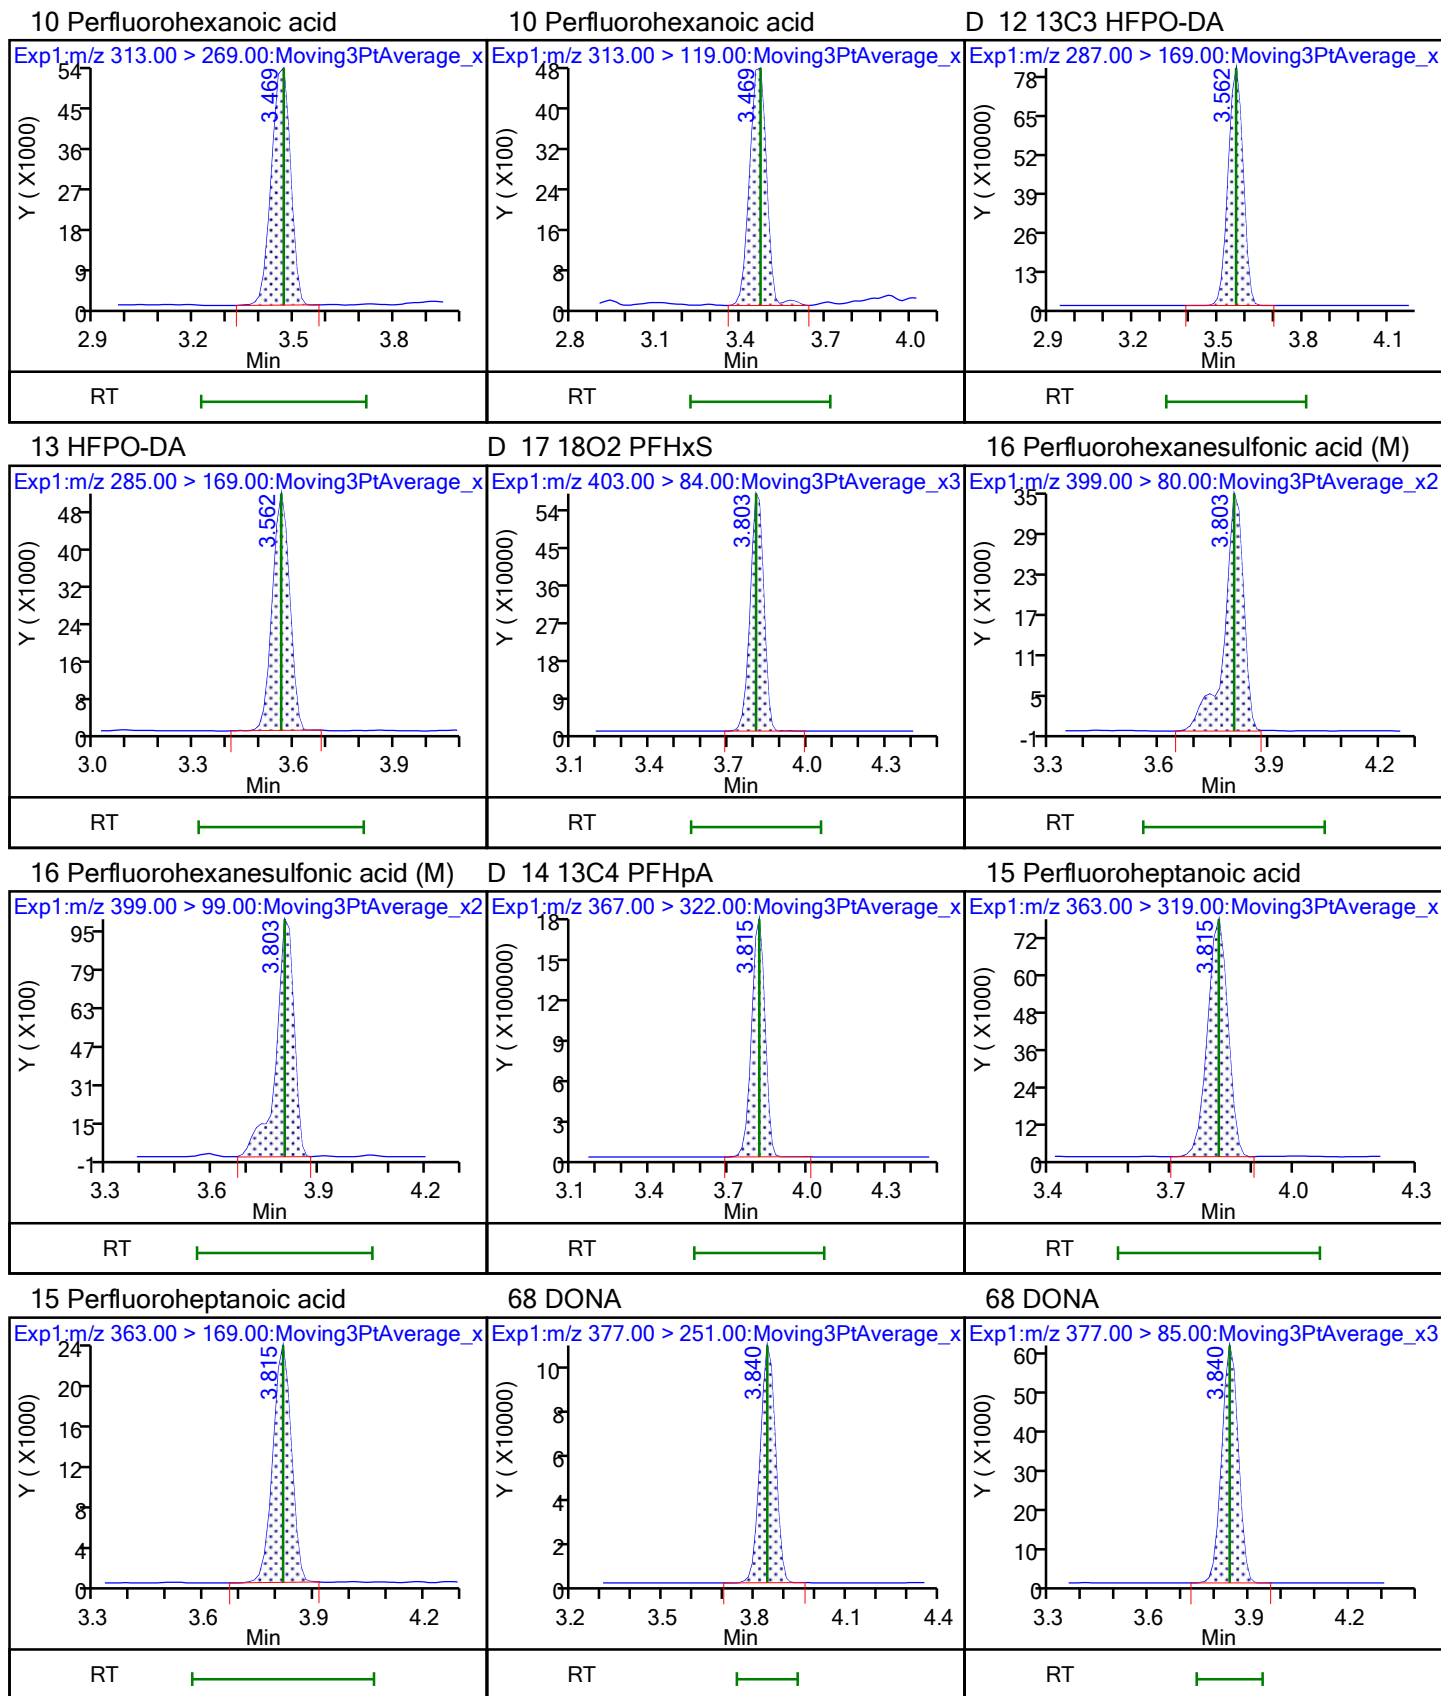 10 Perfluorohexanoic acid
Exp1:m/z 313.00 > 269.00:Moving3PtAverage_x
Y ( X1000)
54
45
36
27
18
9
0
3.469
2.9 3.2 3.5 3.8
Min
RT
10 Perfluorohexanoic acid
Exp1:m/z 313.00 > 119.00:Moving3PtAverage_x
Y ( X100)
48
40
32
24
16
8
0
3.469
2.8 3.1 3.4 3.7 4.0
Min
RT
D 12 13C3 HFPO-DA
Exp1:m/z 287.00 > 169.00:Moving3PtAverage_x
Y ( X10000)
78
65
52
39
26
13
0
3.562
2.9 3.2 3.5 3.8 4.1
Min
RT
13 HFPO-DA
Exp1:m/z 285.00 > 169.00:Moving3PtAverage_x
Y ( X1000)
48
40
32
24
16
8
0
3.562
3.0 3.3 3.6 3.9
Min
RT
D 17 18O2 PFHxS
Exp1:m/z 403.00 > 84.00:Moving3PtAverage_x3
Y ( X10000)
54
45
36
27
18
9
0
3.803
3.1 3.4 3.7 4.0 4.3
Min
RT
16 Perfluorohexanesulfonic acid (M)
Exp1:m/z 399.00 > 80.00:Moving3PtAverage_x2
Y ( X1000)
35
29
23
17
11
5
-1
3.803
3.3 3.6 3.9 4.2
Min
RT
16 Perfluorohexanesulfonic acid (M)
Exp1:m/z 399.00 > 99.00:Moving3PtAverage_x2
Y ( X100)
95
79
63
47
31
15
-1
3.803
3.3 3.6 3.9 4.2
Min
RT
D 14 13C4 PFHpA
Exp1:m/z 367.00 > 322.00:Moving3PtAverage_x
Y ( X100000)
18
15
12
9
6
3
0
3.815
3.1 3.4 3.7 4.0 4.3
Min
RT
15 Perfluoroheptanoic acid
Exp1:m/z 363.00 > 319.00:Moving3PtAverage_x
Y ( X1000)
72
60
48
36
24
12
0
3.815
3.4 3.7 4.0 4.3
Min
RT
15 Perfluoroheptanoic acid
Exp1:m/z 363.00 > 169.00:Moving3PtAverage_x
Y ( X1000)
24
20
16
12
8
4
0
3.815
3.3 3.6 3.9 4.2
Min
RT
68 DONA
Exp1:m/z 377.00 > 251.00:Moving3PtAverage_x
Y ( X10000)
10
8
6
4
2
0
3.840
3.2 3.5 3.8 4.1 4.4
Min
RT
68 DONA
Exp1:m/z 377.00 > 85.00:Moving3PtAverage_x3
Y ( X1000)
60
50
40
30
20
10
0
3.840
3.3 3.6 3.9 4.2
Min
RT